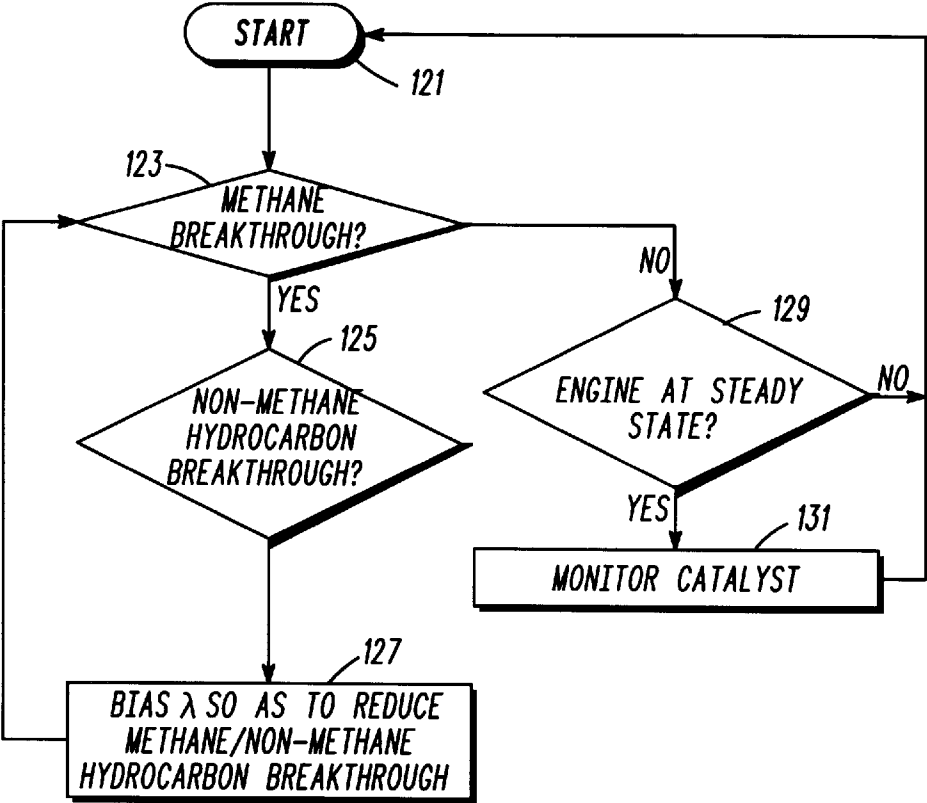 START
121
123
METHANE
BREAKTHROUGH?
NO
YES
129
125
ENGINE AT STEADY
STATE?
NO
NON-METHANE
HYDROCARBON
BREAKTHROUGH?
YES
131
MONITOR CATALYST
127
BIAS λ SO AS TO REDUCE
METHANE/NON-METHANE
HYDROCARBON BREAKTHROUGH